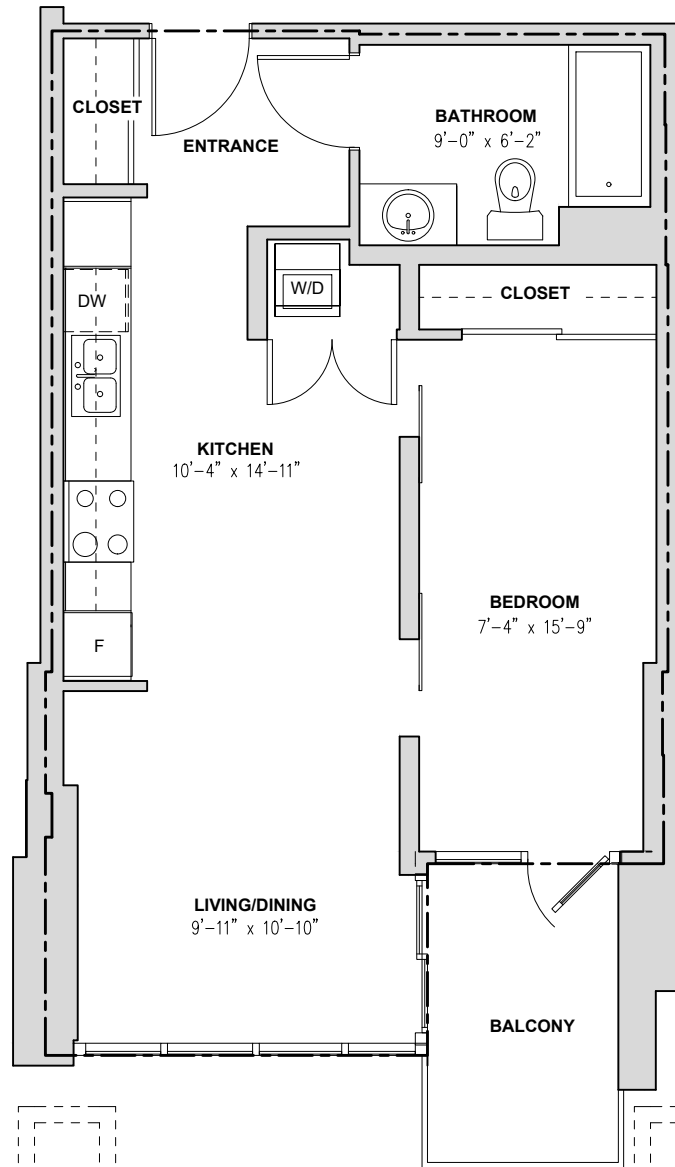 CLOSET
ENTRANCE
BATHROOM
9'-0" x 6'-2"
W/D
CLOSET
DW
KITCHEN
10'-4" x 14'-11"
BEDROOM
7'-4" x 15'-9"
F
LIVING/DINING
9'-11" x 10'-10"
BALCONY